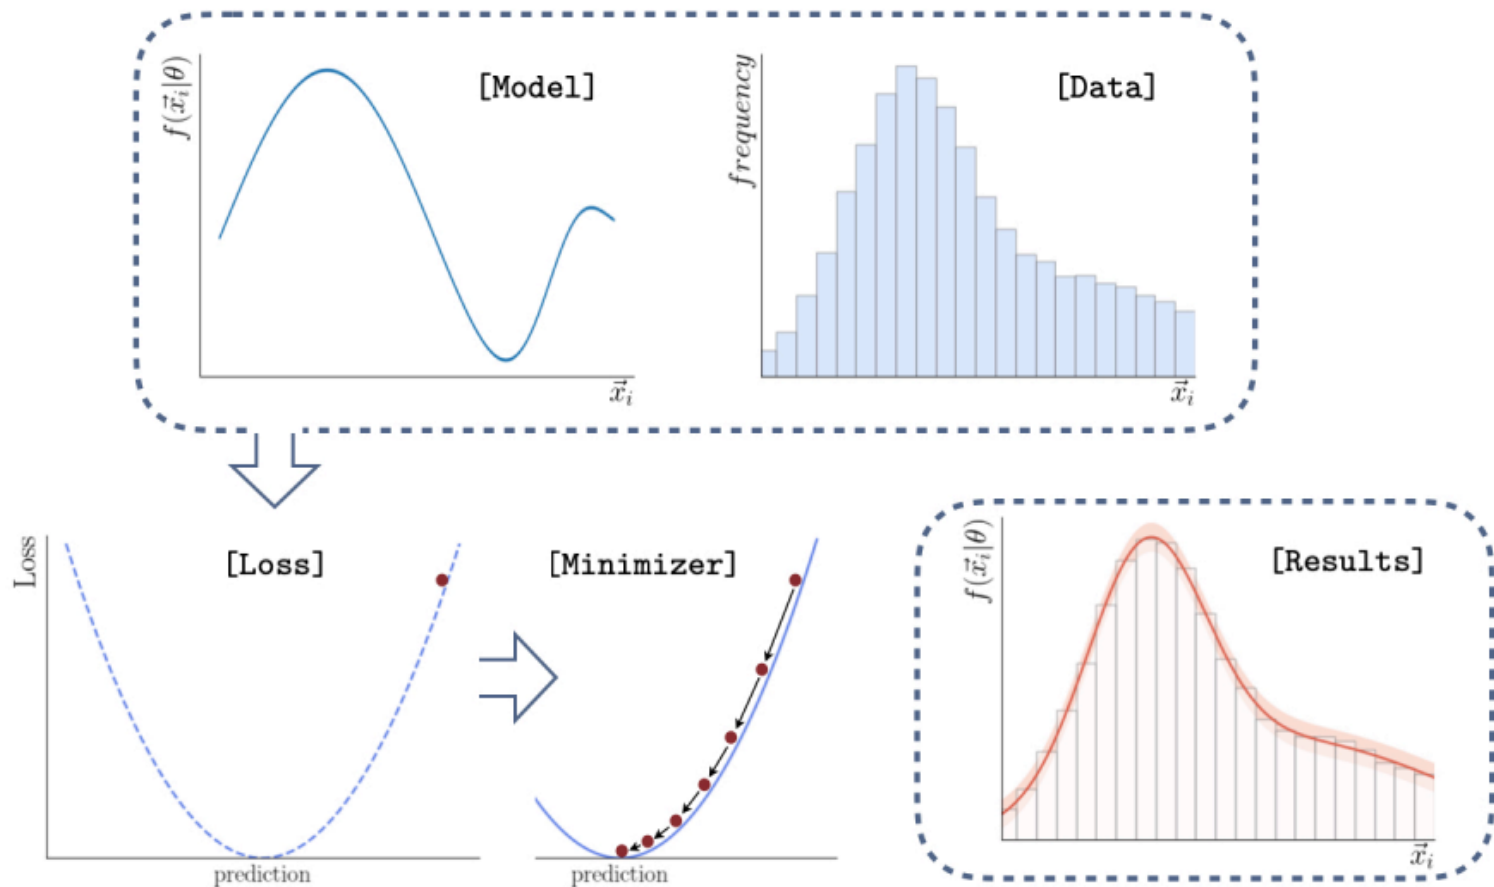 f(x⃗ᵢ|θ)
[Model]
x⃗ᵢ
frequency
[Data]
x⃗ᵢ
Loss
[Loss]
prediction
[Minimizer]
prediction
f(x⃗ᵢ|θ)
[Results]
x⃗ᵢ